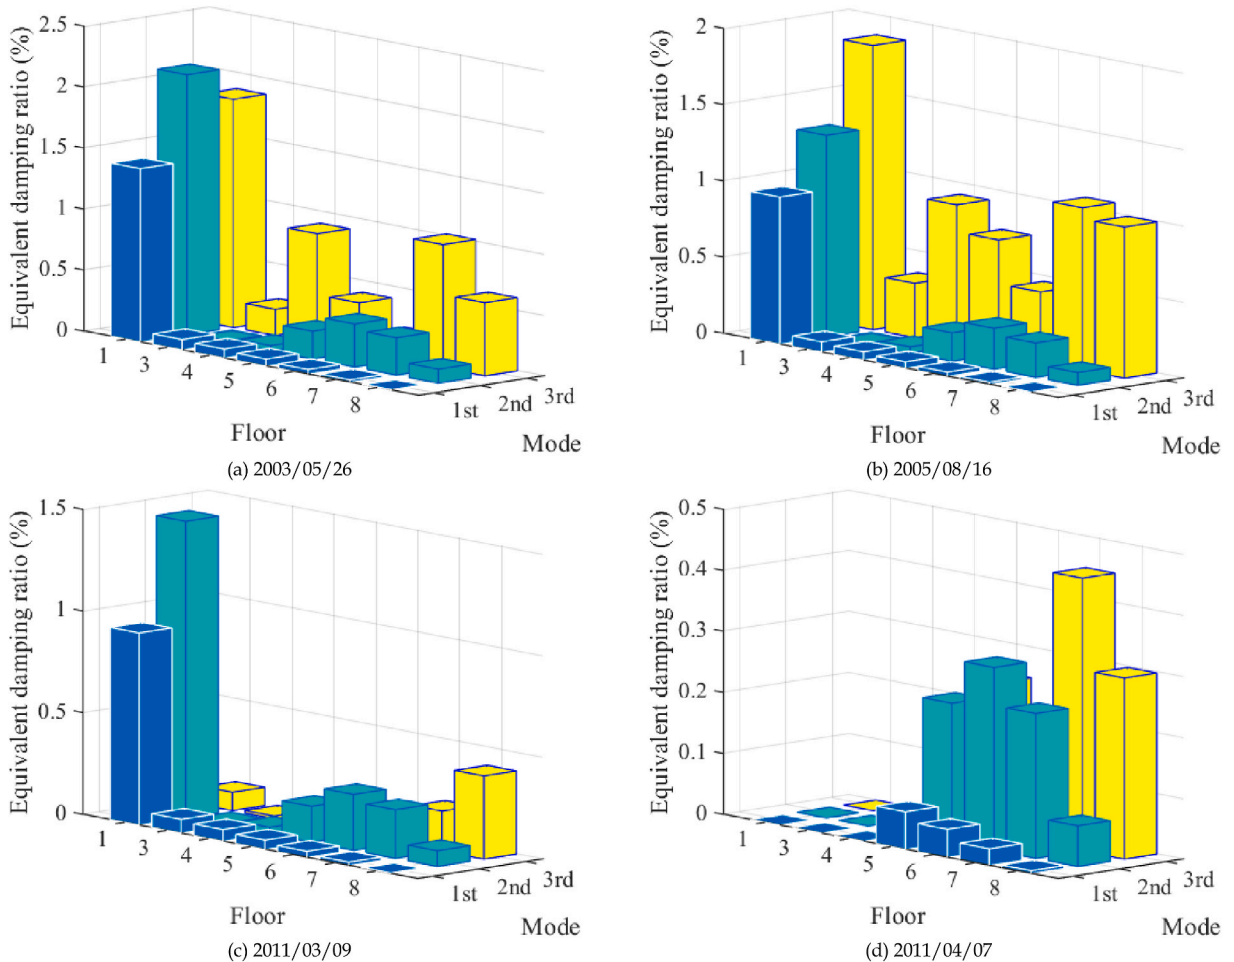 Equivalent damping ratio (%)
2.5
2
1.5
1
0.5
0
1
3
4
5
6
7
8
1st
2nd
3rd
Floor
Mode
(a) 2003/05/26
Equivalent damping ratio (%)
2
1.5
1
0.5
0
1
3
4
5
6
7
8
1st
2nd
3rd
Floor
Mode
(b) 2005/08/16
Equivalent damping ratio (%)
1.5
1
0.5
0
1
3
4
5
6
7
8
1st
2nd
3rd
Floor
Mode
(c) 2011/03/09
Equivalent damping ratio (%)
0.5
0.4
0.3
0.2
0.1
0
1
3
4
5
6
7
8
1st
2nd
3rd
Floor
Mode
(d) 2011/04/07